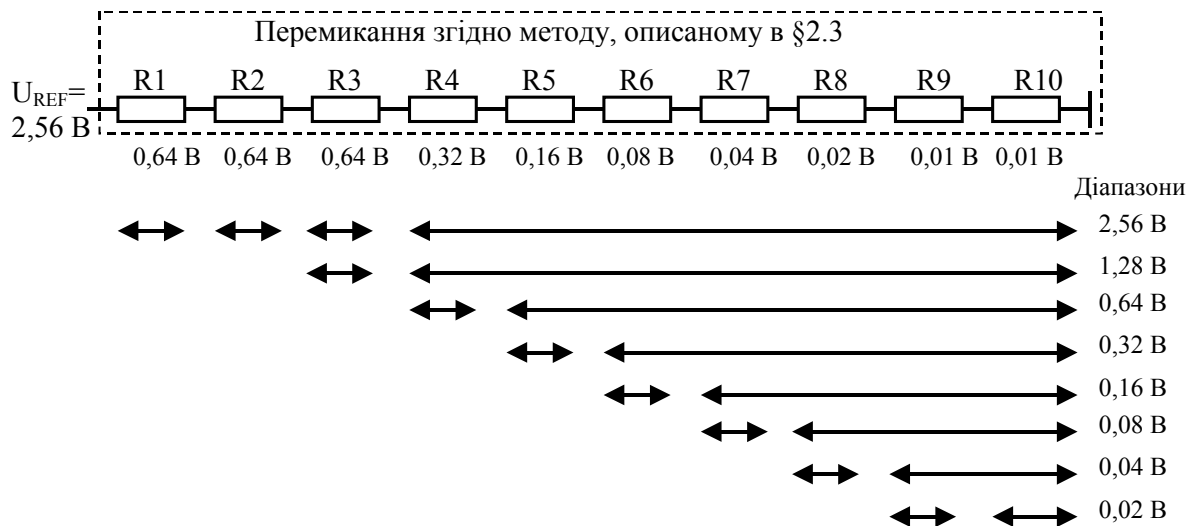 Перемикання згідно методу, описаному в §2.3
R1 R2 R3 R4 R5 R6 R7 R8 R9 R10
U_REF=
2,56 В
0,64 В 0,64 В 0,64 В 0,32 В 0,16 В 0,08 В 0,04 В 0,02 В 0,01 В 0,01 В
Діапазони
2,56 В
1,28 В
0,64 В
0,32 В
0,16 В
0,08 В
0,04 В
0,02 В